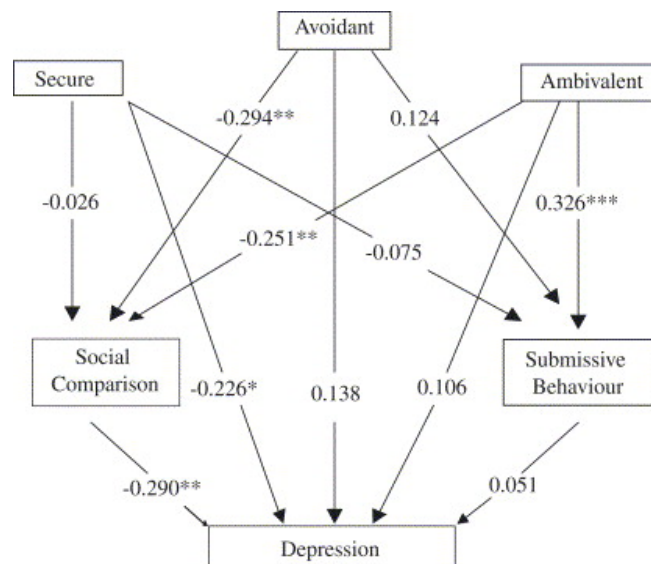 Avoidant
Secure
Ambivalent
-0.294**
0.124
-0.026
0.326***
-0.251**
-0.075
Social
Comparison
Submissive
Behaviour
-0.226*
0.138
0.106
-0.290**
0.051
Depression